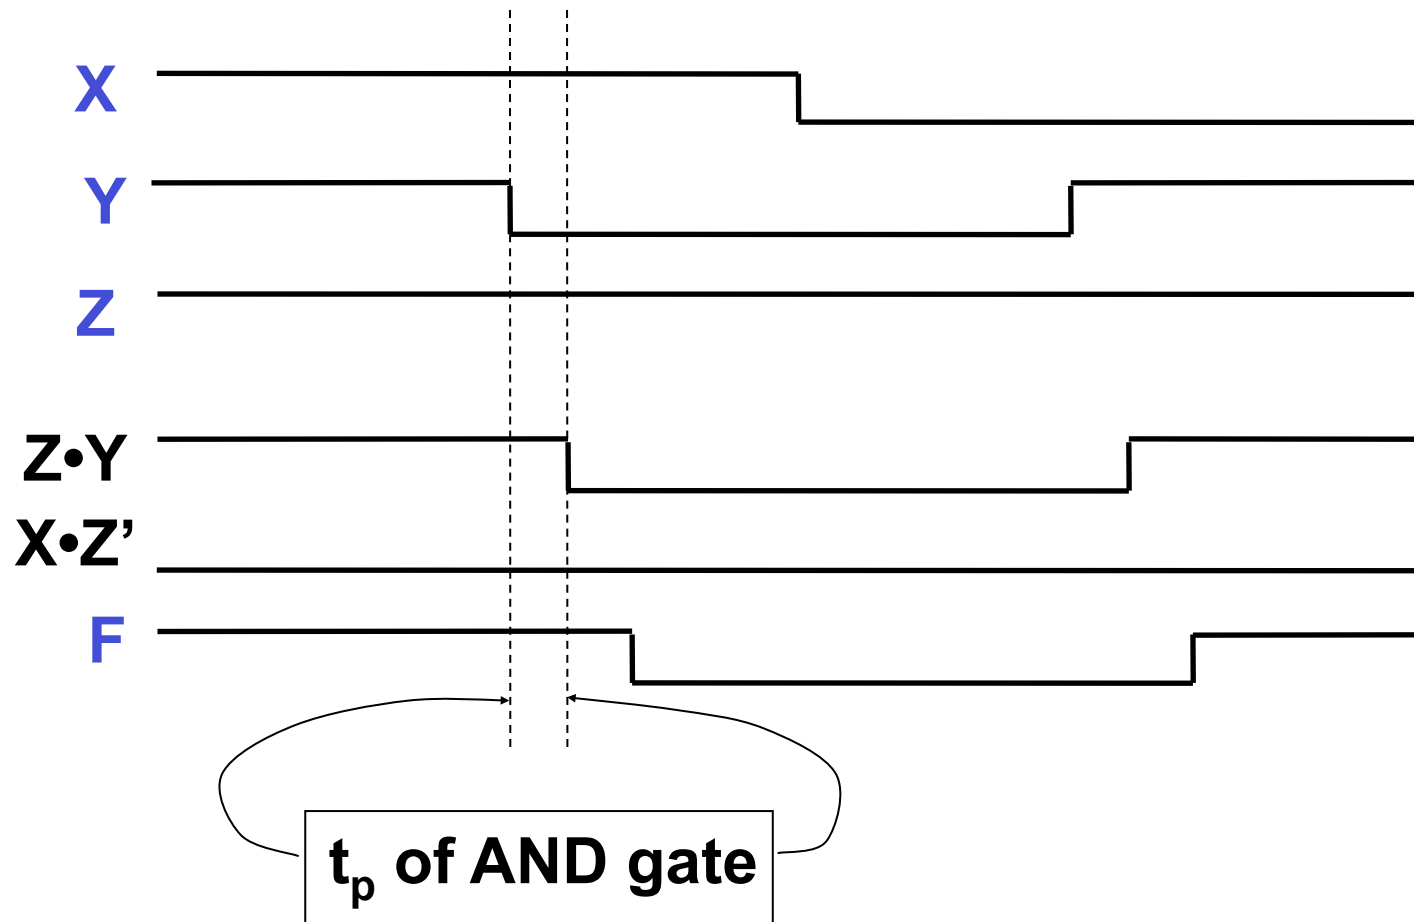 X
Y
Z
Z•Y
X•Z’
F
tp of AND gate